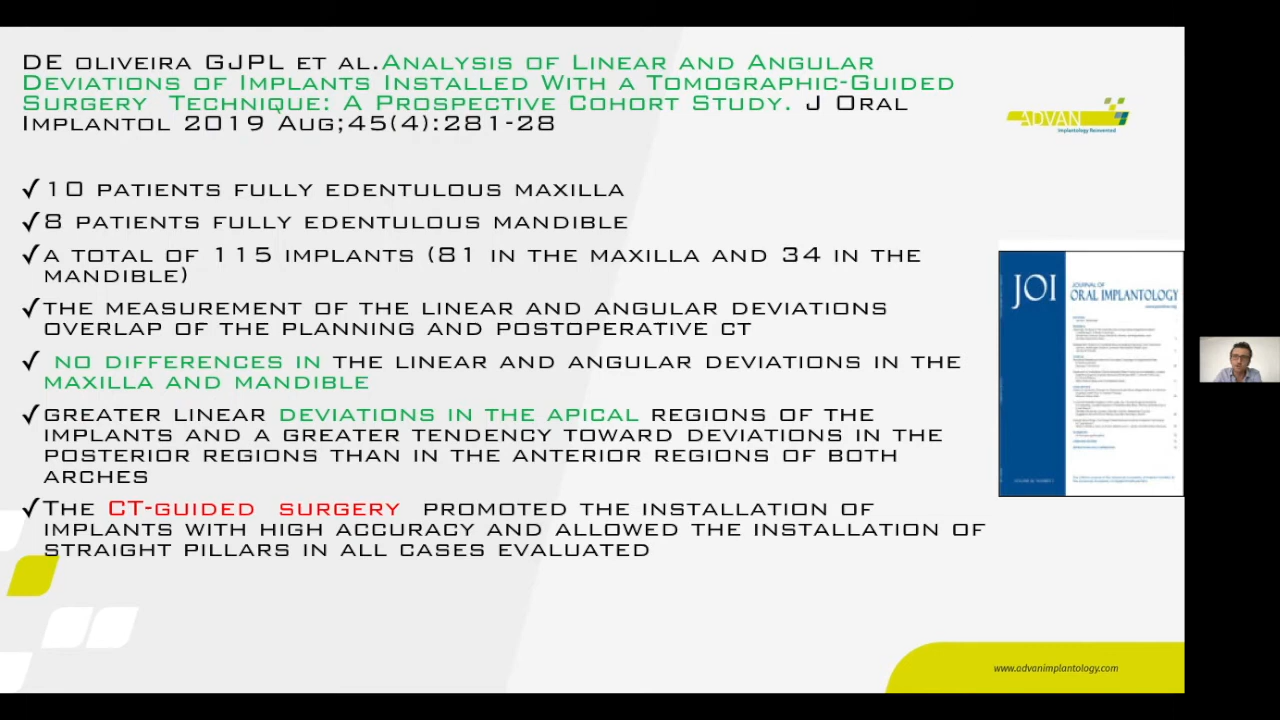 DE OLIVEIRA GJPL ET AL.ANALYSIS OF LINEAR AND ANGULAR
DEVIATIONS OF IMPLANTS INSTALLED WITH A TOMOGRAPHIC-GUIDED
SURGERY TECHNIQUE: A PROSPECTIVE COHORT STUDY. J ORAL
IMPLANTOL 2019 AUG;45(4):281-28
ADVAN
Implantology Reinvented
✓10 PATIENTS FULLY EDENTULOUS MAXILLA
✓8 PATIENTS FULLY EDENTULOUS MANDIBLE
✓A TOTAL OF 115 IMPLANTS (81 IN THE MAXILLA AND 34 IN THE
MANDIBLE)
✓THE MEASUREMENT OF THE LINEAR AND ANGULAR DEVIATIONS
OVERLAP OF THE PLANNING AND POSTOPERATIVE CT
✓ NO DIFFERENCES IN THE LINEAR AND ANGULAR DEVIATIONS IN THE
MAXILLA AND MANDIBLE
✓GREATER LINEAR DEVIATIONS IN THE APICAL REGIONS OF THE
IMPLANTS AND A GREATER TENDENCY TOWARD DEVIATIONS IN THE
POSTERIOR REGIONS THAN IN THE ANTERIOR REGIONS OF BOTH
ARCHES
✓THE CT-GUIDED SURGERY PROMOTED THE INSTALLATION OF
IMPLANTS WITH HIGH ACCURACY AND ALLOWED THE INSTALLATION OF
STRAIGHT PILLARS IN ALL CASES EVALUATED
JOI
JOURNAL OF
ORAL IMPLANTOLOGY
www.advanimplantology.com